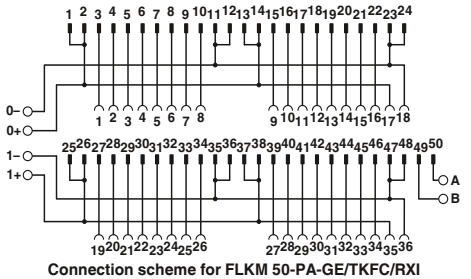 1 2 3 4 5 6 7 8 9 10 11 12 13 14 15 16 17 18 19 20 21 22 23 24
1 2 3 4 5 6 7 8 9 10 11 12 13 14 15 16 17 18
0-
0+
25 26 27 28 29 30 31 32 33 34 35 36 37 38 39 40 41 42 43 44 45 46 47 48 49 50
1-
1+
A
B
19 20 21 22 23 24 25 26 27 28 29 30 31 32 33 34 35 36
Connection scheme for FLKM 50-PA-GE/TKFC/RXI